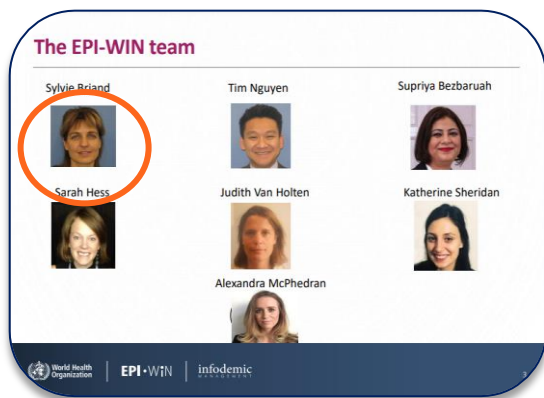 The EPI-WIN team
Sylvie Briand
Tim Nguyen
Supriya Bezbaruah
Sarah Hess
Judith Van Holten
Katherine Sheridan
Alexandra McPhedran
World Health
Organization
EPI·WiN
infodemic
MANAGEMENT
3